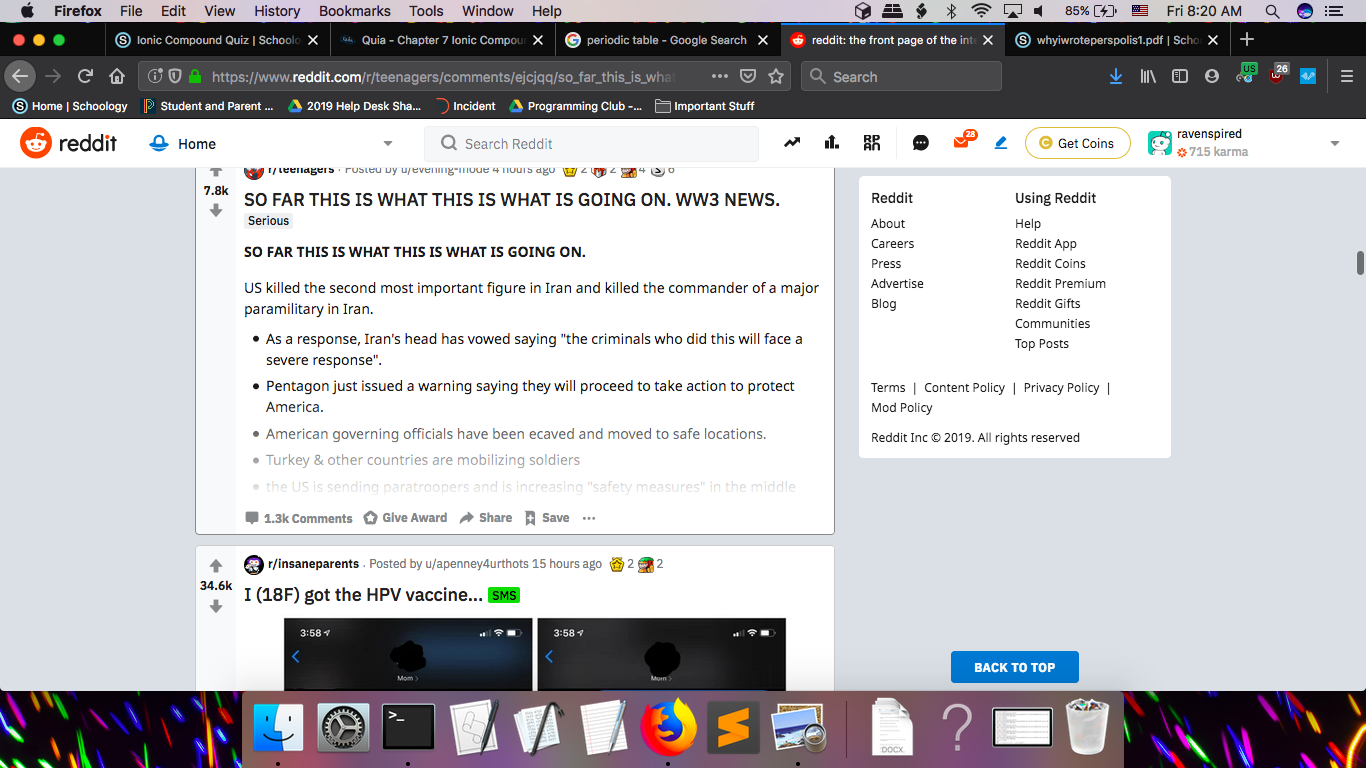 Firefox File Edit View History Bookmarks Tools Window Help 85% Fri 8:20 AM
Ionic Compound Quiz | Schoolo Quia - Chapter 7 Ionic Compou periodic table - Google Search reddit: the front page of the inte whyiwroteperspolis1.pdf | Scho
https://www.reddit.com/r/teenagers/comments/ejcjqq/so_far_this_is_what Search US 26
Home | Schoology Student and Parent ... 2019 Help Desk Sha... Incident Programming Club -... Important Stuff
reddit Home Search Reddit 28 Get Coins ravenspired
715 karma
r/teenagers · Posted by u/evening-mode 4 hours ago 2 2 4 6
7.8k
SO FAR THIS IS WHAT THIS IS WHAT IS GOING ON. WW3 NEWS.
Serious
SO FAR THIS IS WHAT THIS IS WHAT IS GOING ON.
US killed the second most important figure in Iran and killed the commander of a major
paramilitary in Iran.
• As a response, Iran's head has vowed saying "the criminals who did this will face a
severe response".
• Pentagon just issued a warning saying they will proceed to take action to protect
America.
• American governing officials have been ecaved and moved to safe locations.
• Turkey & other countries are mobilizing soldiers
• the US is sending paratroopers and is increasing "safety measures" in the middle
1.3k Comments Give Award Share Save ...
r/insaneparents · Posted by u/apenney4urthots 15 hours ago 2 2
34.6k
I (18F) got the HPV vaccine... SMS
3:58 3:58
Mom Mom
Reddit Using Reddit
About Help
Careers Reddit App
Press Reddit Coins
Advertise Reddit Premium
Blog Reddit Gifts
Communities
Top Posts
Terms | Content Policy | Privacy Policy |
Mod Policy
Reddit Inc © 2019. All rights reserved
BACK TO TOP
>_
DOCX